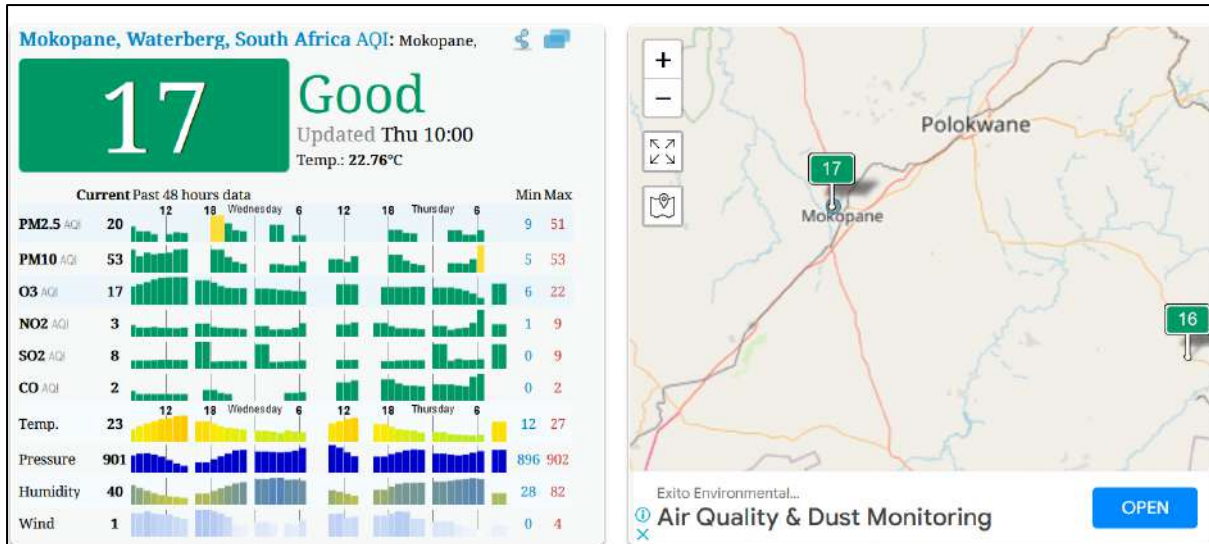 Mokopane, Waterberg, South Africa AQI: Mokopane,
17
Good
Updated Thu 10:00
Temp.: 22.76°C
Current Past 48 hours data Min Max
12 18 Wednesday 6 12 18 Thursday 6
PM2.5 AQI 20 9 51
PM10 AQI 53 5 53
O3 AQI 17 6 22
NO2 AQI 3 1 9
SO2 AQI 8 0 9
CO AQI 2 0 2
12 18 Wednesday 6 12 18 Thursday 6
Temp. 23 12 27
Pressure 901 896 902
Humidity 40 28 82
Wind 1 0 4
+
−
Polokwane
17
Mokopane
16
Exito Environmental...
Air Quality & Dust Monitoring
OPEN